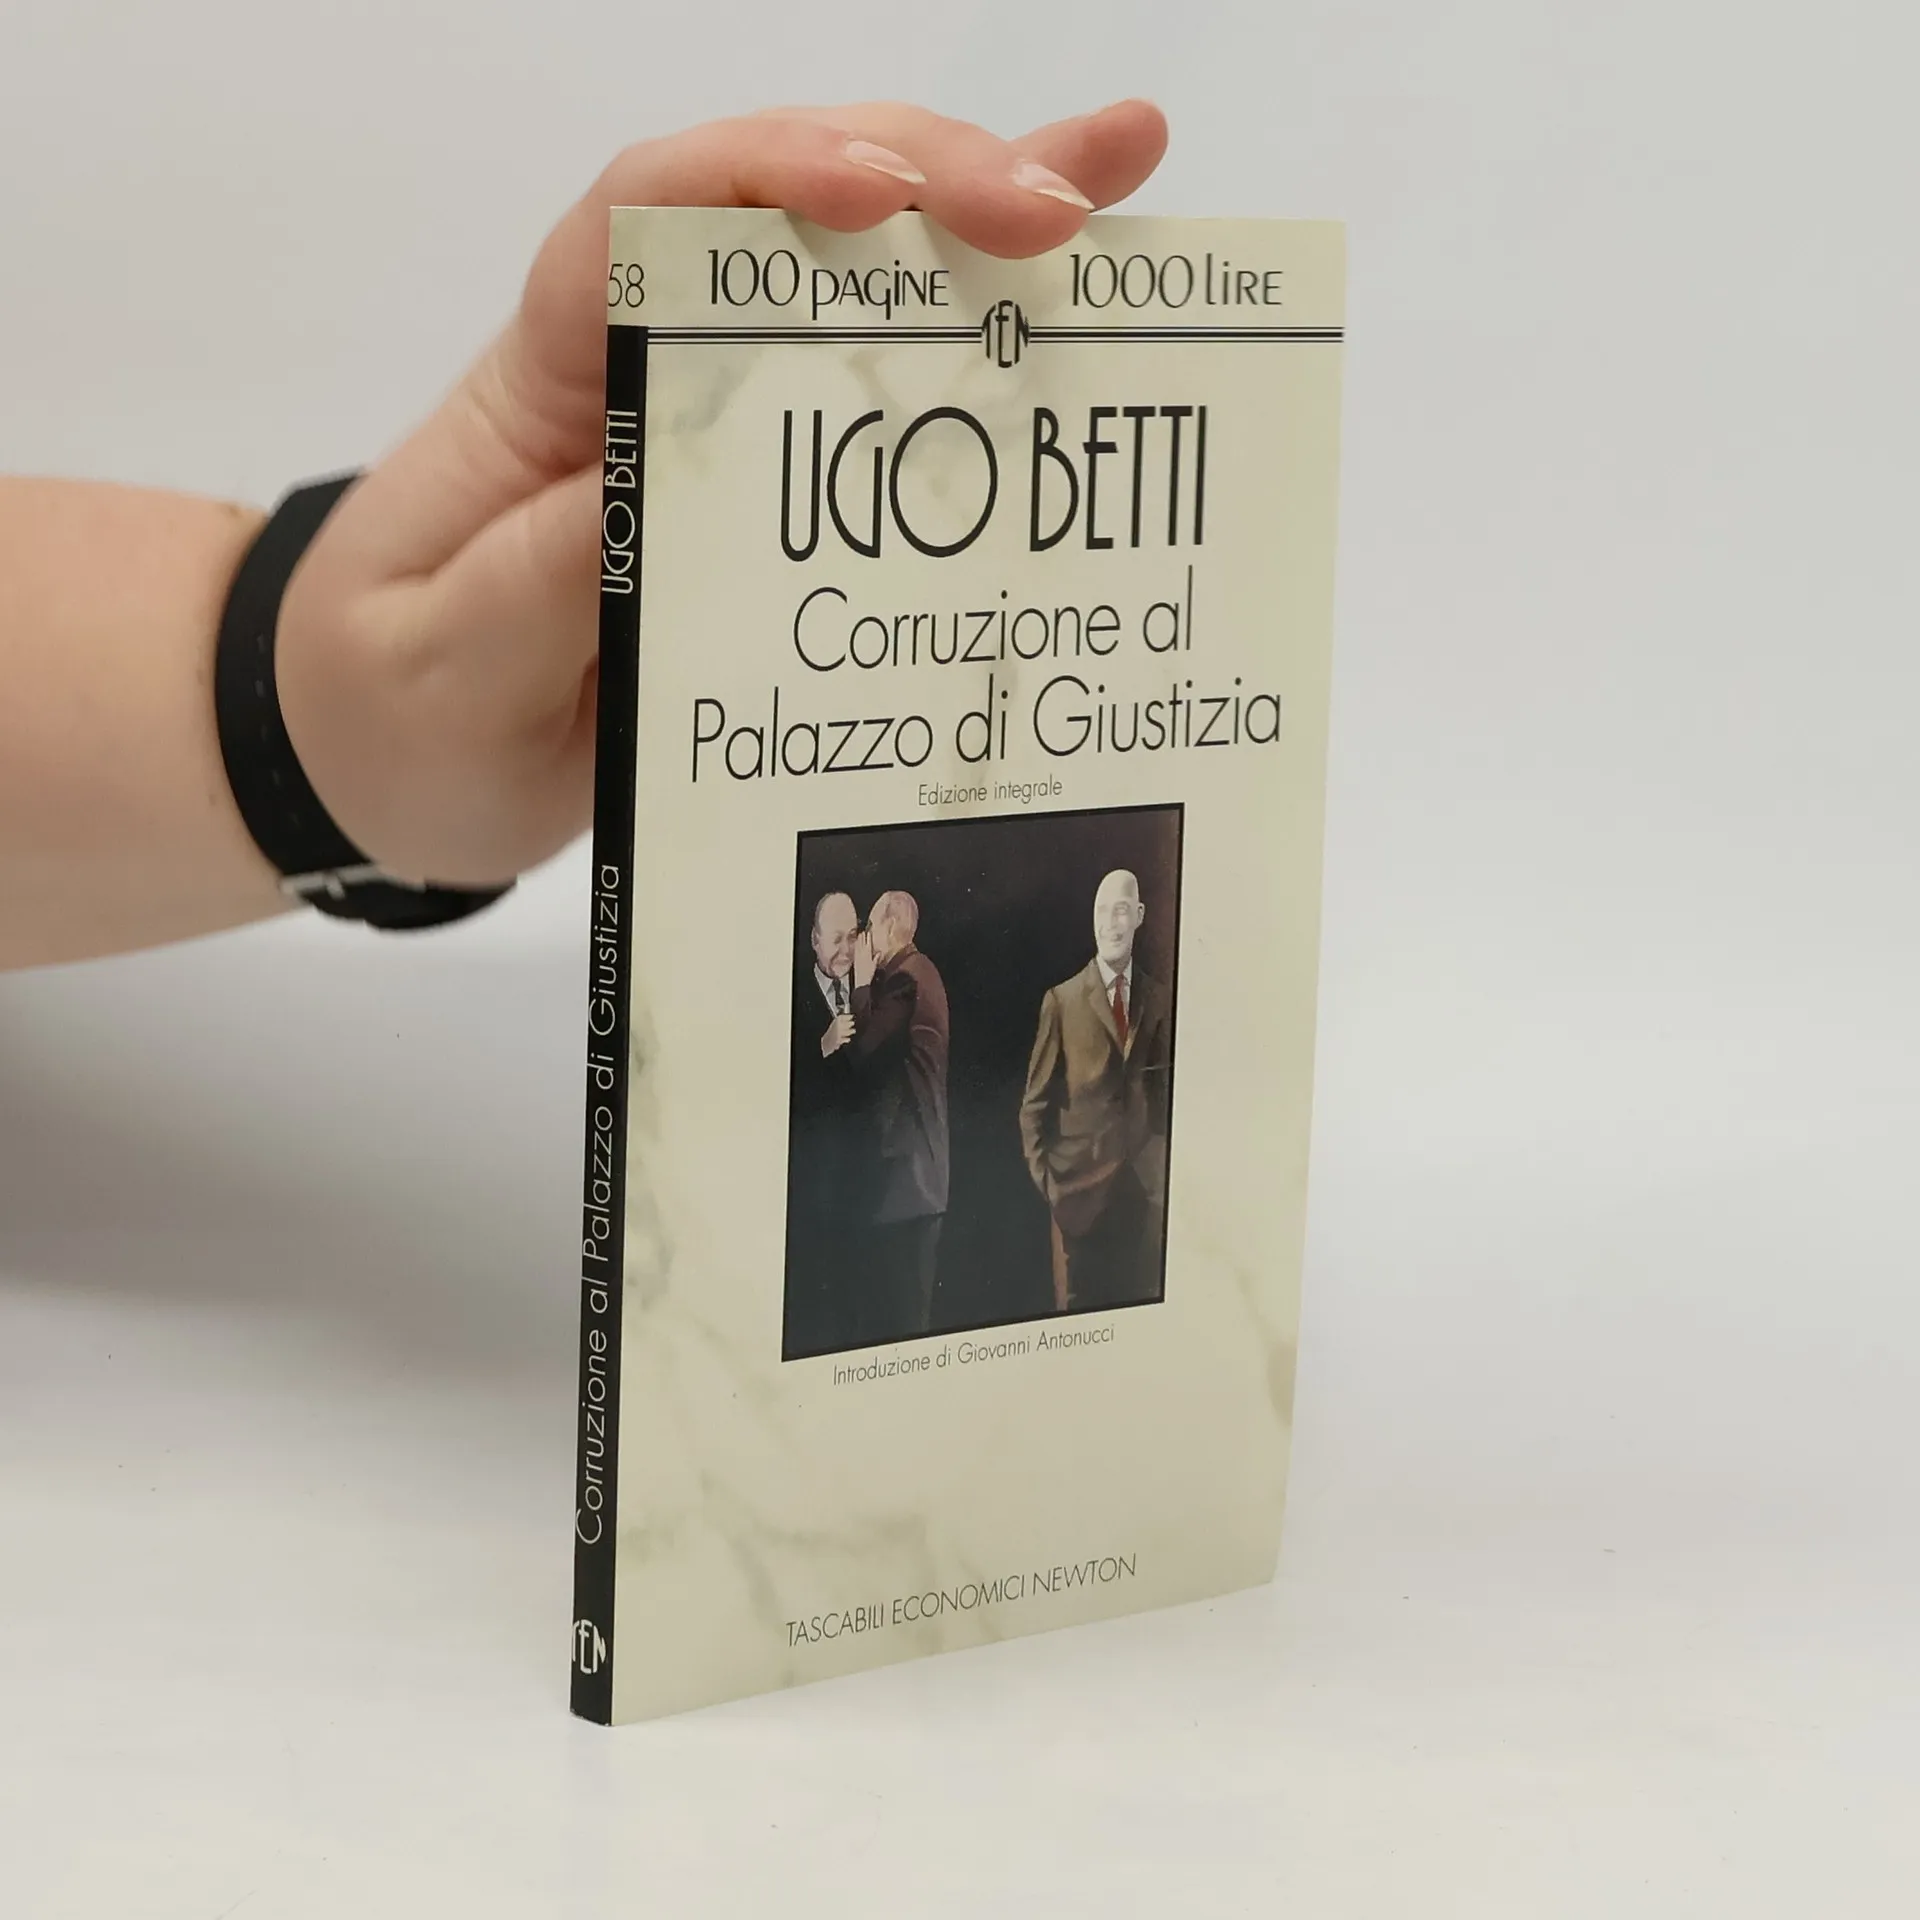 58
100 pagine 1000 lire
TEN
UGO BETTI
Corruzione al
Palazzo di Giustizia
Edizione integrale
Introduzione di Giovanni Antonucci
TASCABILI ECONOMICI NEWTON
UGO BETTI
Corruzione al Palazzo di Giustizia
TEN